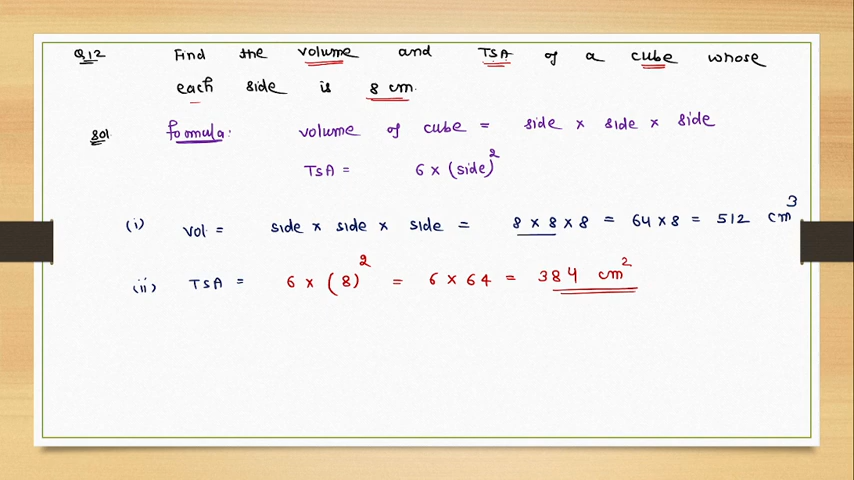 Q12 Find the volume and TSA of a cube whose
each side is 8 cm.
Sol. formula: volume of cube = side × side × side
TSA = 6 × (side)²
(i) Vol = side × side × side = 8 × 8 × 8 = 64 × 8 = 512 cm³
(ii) TSA = 6 × (8)² = 6 × 64 = 384 cm²